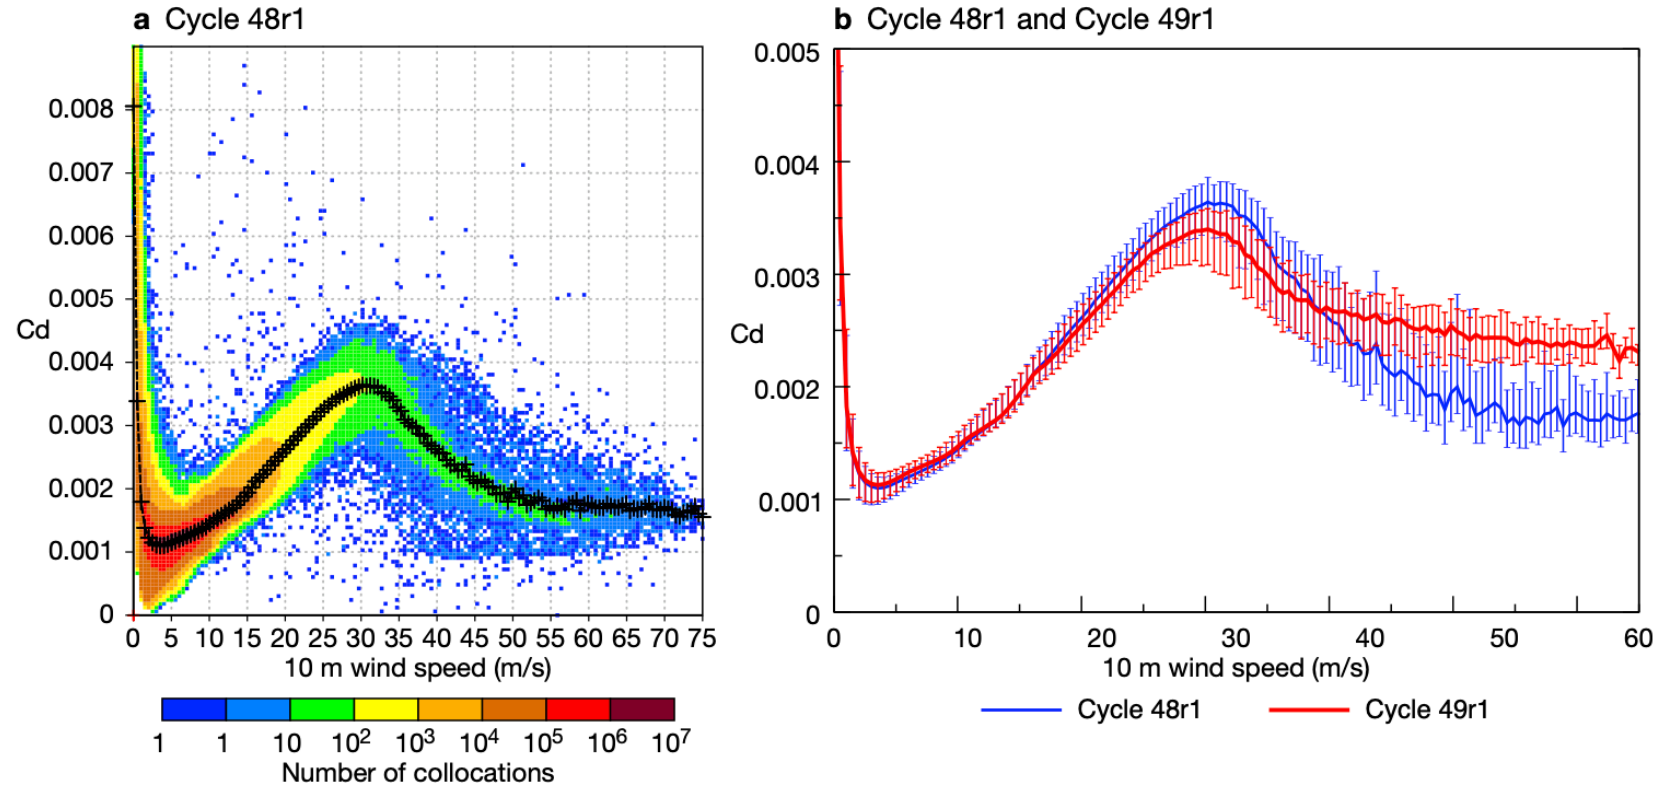 a Cycle 48r1
0.008
0.007
0.006
0.005
Cd
0.004
0.003
0.002
0.001
0
0 5 10 15 20 25 30 35 40 45 50 55 60 65 70 75
10 m wind speed (m/s)
1 1 10 10² 10³ 10⁴ 10⁵ 10⁶ 10⁷
Number of collocations
b Cycle 48r1 and Cycle 49r1
0.005
0.004
0.003
Cd
0.002
0.001
0
0 10 20 30 40 50 60
10 m wind speed (m/s)
Cycle 48r1 Cycle 49r1